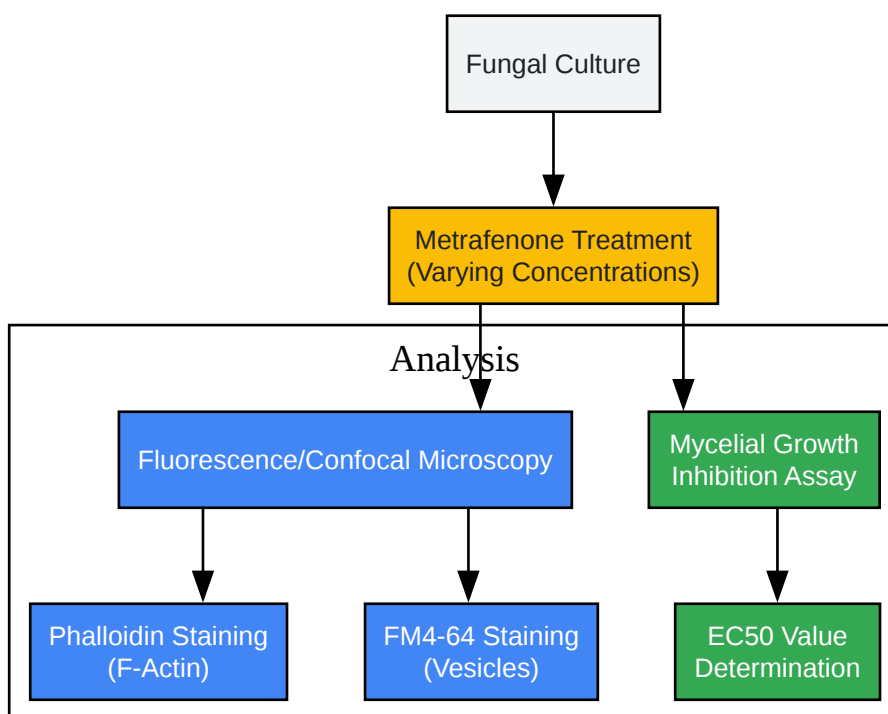 Fungal Culture
Metrafenone Treatment
(Varying Concentrations)
Analysis
Fluorescence/Confocal Microscopy
Mycelial Growth
Inhibition Assay
Phalloidin Staining
(F-Actin)
FM4-64 Staining
(Vesicles)
EC50 Value
Determination